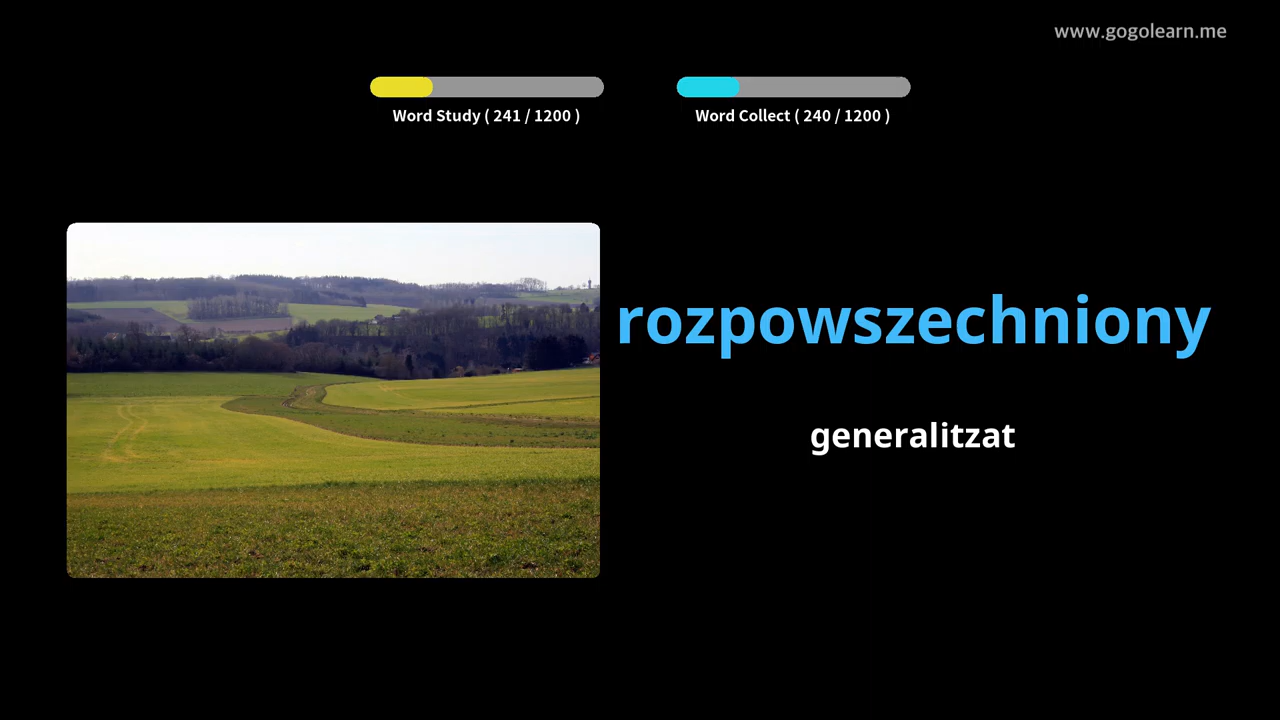 www.gogolearn.me
Word Study ( 241 / 1200 )
Word Collect ( 240 / 1200 )
rozpowszechniony
generalitzat